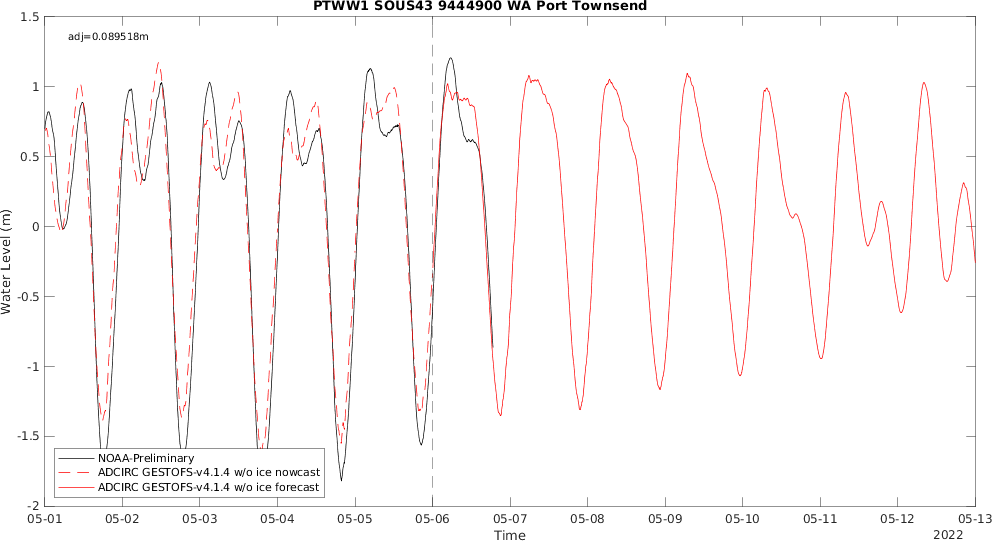 PTWW1 SOUS43 9444900 WA Port Townsend
adj=0.089518m
1.5
1
0.5
0
-0.5
-1
-1.5
-2
Water Level (m)
NOAA-Preliminary
ADCIRC GESTOFS-v4.1.4 w/o ice nowcast
ADCIRC GESTOFS-v4.1.4 w/o ice forecast
05-01 05-02 05-03 05-04 05-05 05-06 05-07 05-08 05-09 05-10 05-11 05-12 05-13
Time
2022